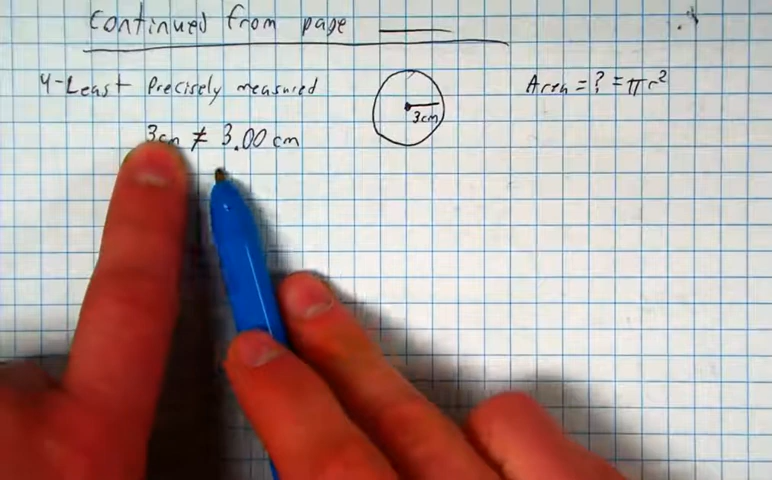 Continued from page
4-Least Precisely measured
3cm ≠ 3.00 cm
3cm
Area = ? = πr²